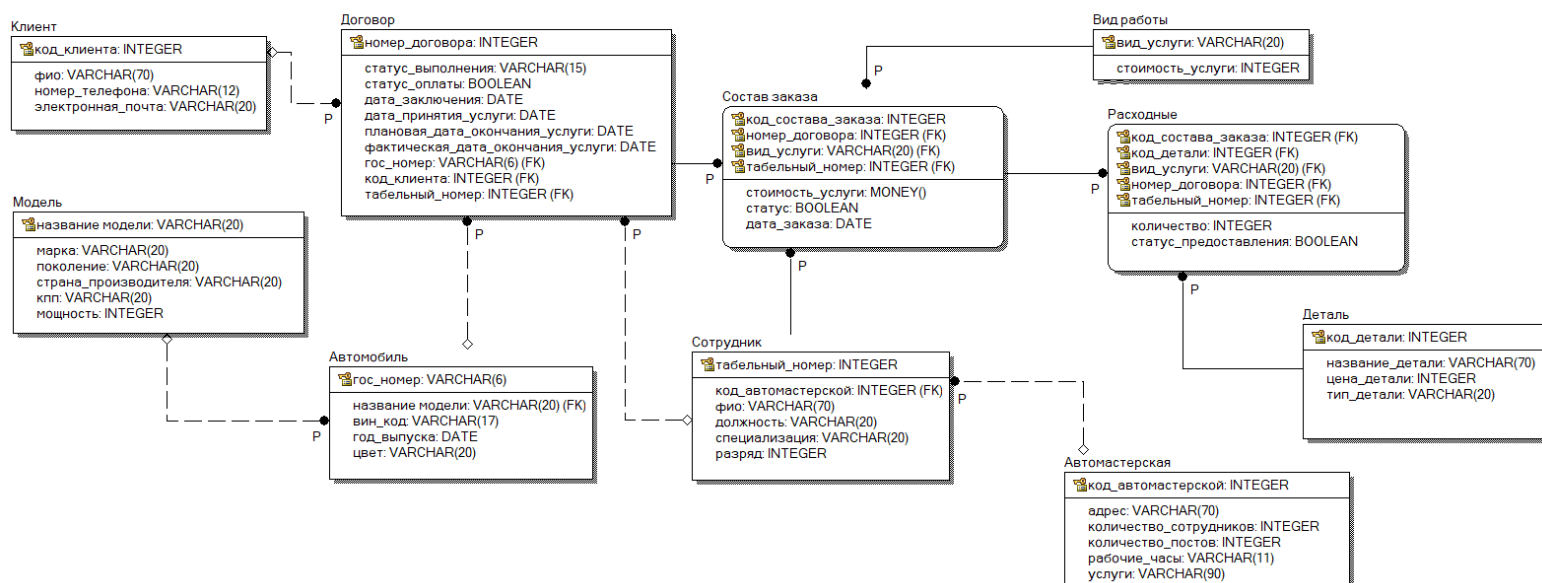 Клиент
код_клиента: INTEGER
фио: VARCHAR(70)
номер_телефона: VARCHAR(12)
электронная_почта: VARCHAR(20)
P
Договор
номер_договора: INTEGER
статус_выполнения: VARCHAR(15)
статус_оплаты: BOOLEAN
дата_заключения: DATE
дата_принятия_услуги: DATE
плановая_дата_окончания_услуги: DATE
фактическая_дата_окончания_услуги: DATE
гос_номер: VARCHAR(6) (FK)
код_клиента: INTEGER (FK)
табельный_номер: INTEGER (FK)
P
P
P
Вид работы
вид_услуги: VARCHAR(20)
стоимость_услуги: INTEGER
P
Состав заказа
код_состава_заказа: INTEGER
номер_договора: INTEGER (FK)
вид_услуги: VARCHAR(20) (FK)
табельный_номер: INTEGER (FK)
стоимость_услуги: MONEY()
статус: BOOLEAN
дата_заказа: DATE
P
P
Расходные
код_состава_заказа: INTEGER (FK)
код_детали: INTEGER (FK)
вид_услуги: VARCHAR(20) (FK)
номер_договора: INTEGER (FK)
табельный_номер: INTEGER (FK)
количество: INTEGER
статус_предоставления: BOOLEAN
P
Модель
название модели: VARCHAR(20)
марка: VARCHAR(20)
поколение: VARCHAR(20)
страна_производителя: VARCHAR(20)
кпп: VARCHAR(20)
мощность: INTEGER
P
Автомобиль
гос_номер: VARCHAR(6)
название модели: VARCHAR(20) (FK)
вин_код: VARCHAR(17)
год_выпуска: DATE
цвет: VARCHAR(20)
Сотрудник
табельный_номер: INTEGER
код_автомастерской: INTEGER (FK)
фио: VARCHAR(70)
должность: VARCHAR(20)
специализация: VARCHAR(20)
разряд: INTEGER
P
Деталь
код_детали: INTEGER
название_детали: VARCHAR(70)
цена_детали: INTEGER
тип_детали: VARCHAR(20)
Автомастерская
код_автомастерской: INTEGER
адрес: VARCHAR(70)
количество_сотрудников: INTEGER
количество_постов: INTEGER
рабочие_часы: VARCHAR(11)
услуги: VARCHAR(90)